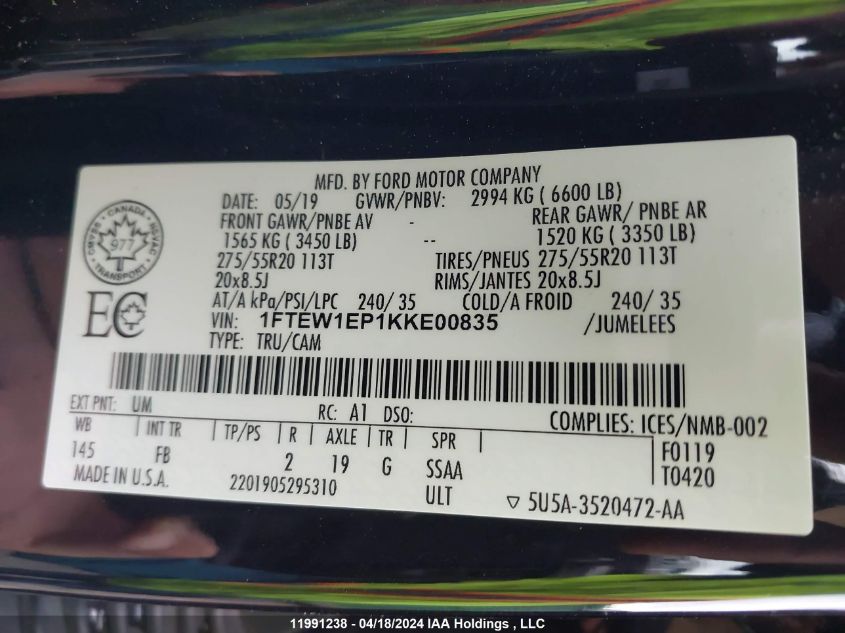 MFD. BY FORD MOTOR COMPANY
DATE: 05/19 GVWR/PNBV: 2994 KG ( 6600 LB)
FRONT GAWR/PNBE AV - REAR GAWR/ PNBE AR
1565 KG ( 3450 LB) -- 1520 KG ( 3350 LB)
275/55R20 113T TIRES/PNEUS 275/55R20 113T
20x8.5J RIMS/JANTES 20x8.5J
AT/A kPa/PSI/LPC 240/ 35 COLD/A FROID 240/ 35
VIN: 1FTEW1EP1KKE00835 /JUMELEES
TYPE: TRU/CAM
CANADA
977
TRANSPORT
EC
EXT PNT: UM RC: A1 DSO: COMPLIES: ICES/NMB-002
WB INT TR TP/PS R AXLE TR SPR F0119
145 FB 2 19 G SSAA T0420
MADE IN U.S.A. 2201905295310 ULT ▽ 5U5A-3520472-AA
11991238 - 04/18/2024 IAA Holdings , LLC